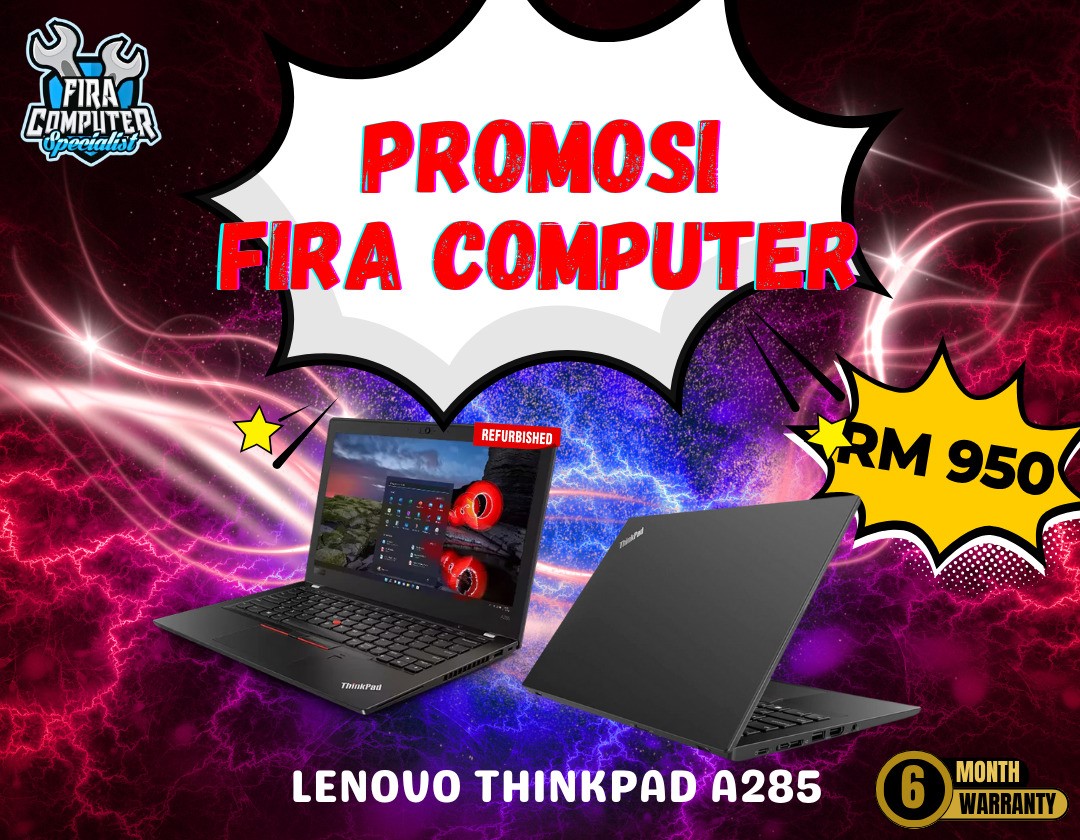 FIRA
COMPUTER
Specialist
PROMOSI
FIRA COMPUTER
REFURBISHED
RM 950
ThinkPad
ThinkPad
LENOVO THINKPAD A285
6 MONTH
WARRANTY